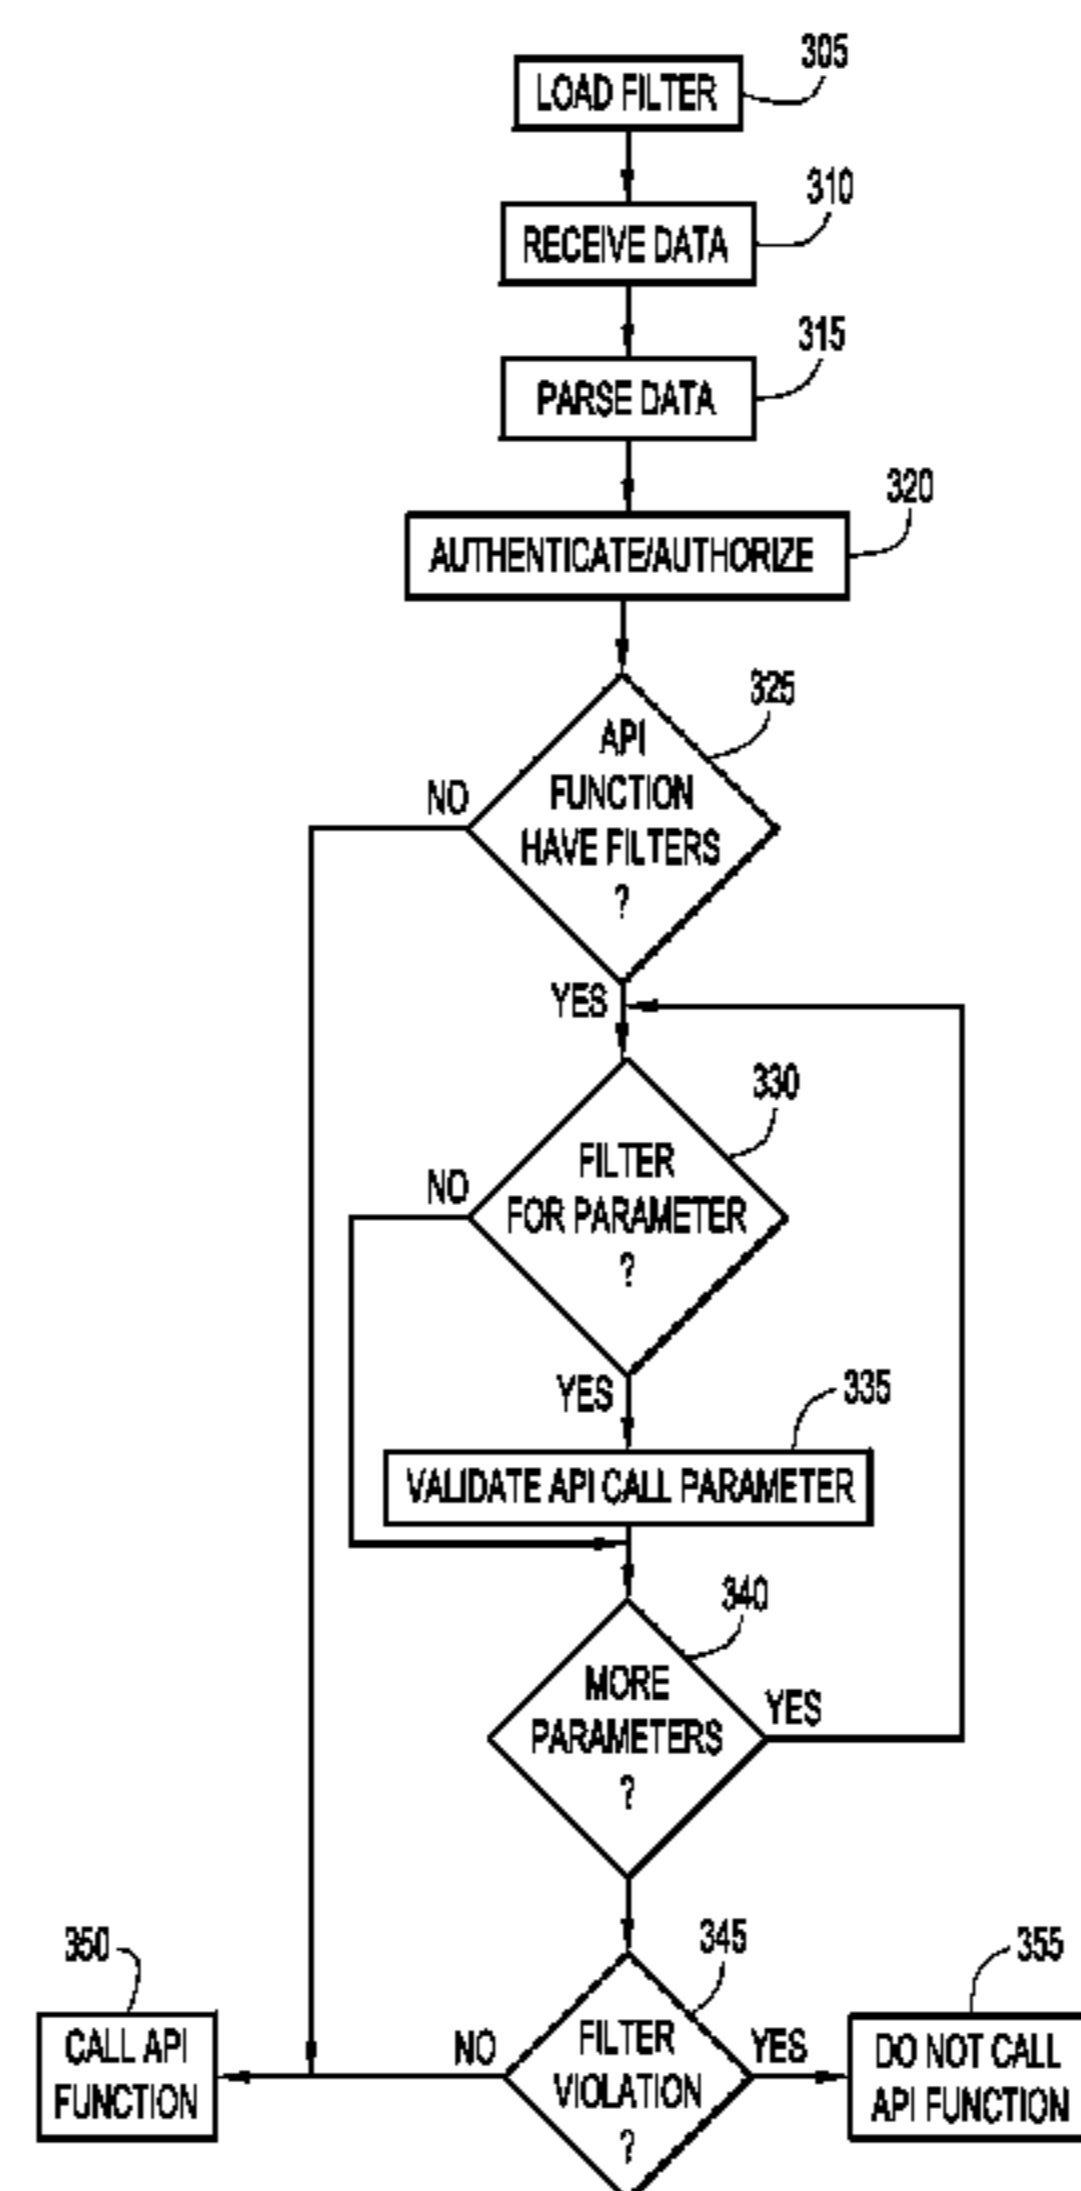 305
LOAD FILTER
310
RECEIVE DATA
315
PARSE DATA
320
AUTHENTICATE/AUTHORIZE
325
API
FUNCTION
HAVE FILTERS
?
NO
YES
330
FILTER
FOR PARAMETER
?
NO
YES
335
VALIDATE API CALL PARAMETER
340
MORE
PARAMETERS
?
YES
345
FILTER
VIOLATION
?
NO
YES
350
CALL API
FUNCTION
355
DO NOT CALL
API FUNCTION